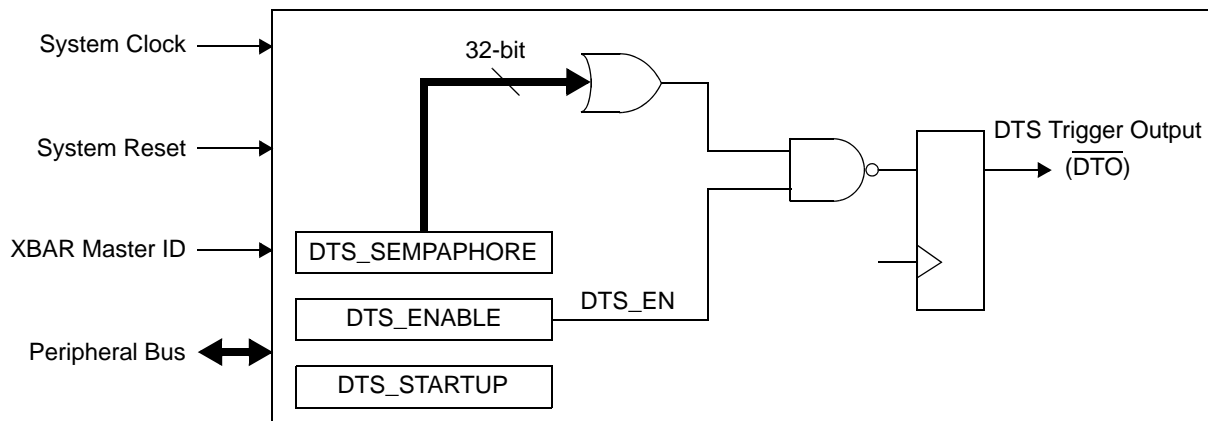 System Clock
32-bit
System Reset
DTS Trigger Output
(DTO)
XBAR Master ID
DTS_SEMPAPHORE
DTS_ENABLE
DTS_EN
Peripheral Bus
DTS_STARTUP